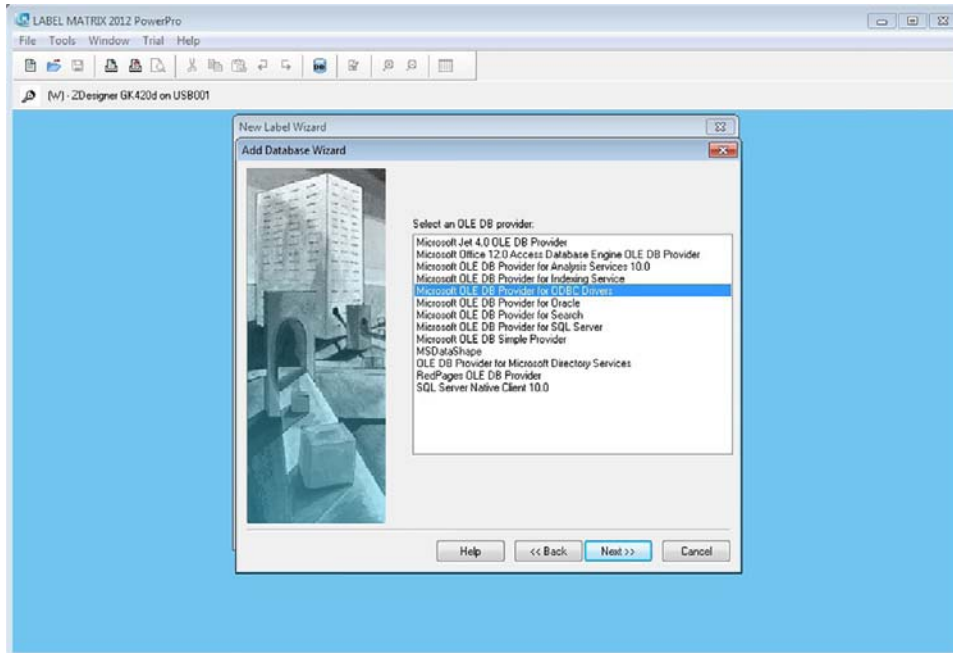 LABEL MATRIX 2012 PowerPro
File Tools Window Trial Help
(W) - ZDesigner GK420d on USB001
New Label Wizard
Add Database Wizard
Select an OLE DB provider:
Microsoft Jet 4.0 OLE DB Provider
Microsoft Office 12.0 Access Database Engine OLE DB Provider
Microsoft OLE DB Provider for Analysis Services 10.0
Microsoft OLE DB Provider for Indexing Service
Microsoft OLE DB Provider for ODBC Drivers
Microsoft OLE DB Provider for Oracle
Microsoft OLE DB Provider for Search
Microsoft OLE DB Provider for SQL Server
Microsoft OLE DB Simple Provider
MSDataShape
OLE DB Provider for Microsoft Directory Services
RedPages OLE DB Provider
SQL Server Native Client 10.0
Help << Back Next >> Cancel